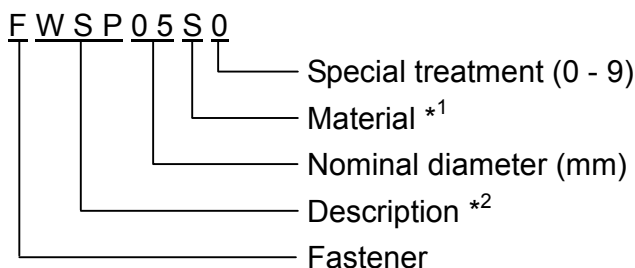 F W S P 0 5 S 0
Special treatment (0 - 9)
Material *1
Nominal diameter (mm)
Description *2
Fastener